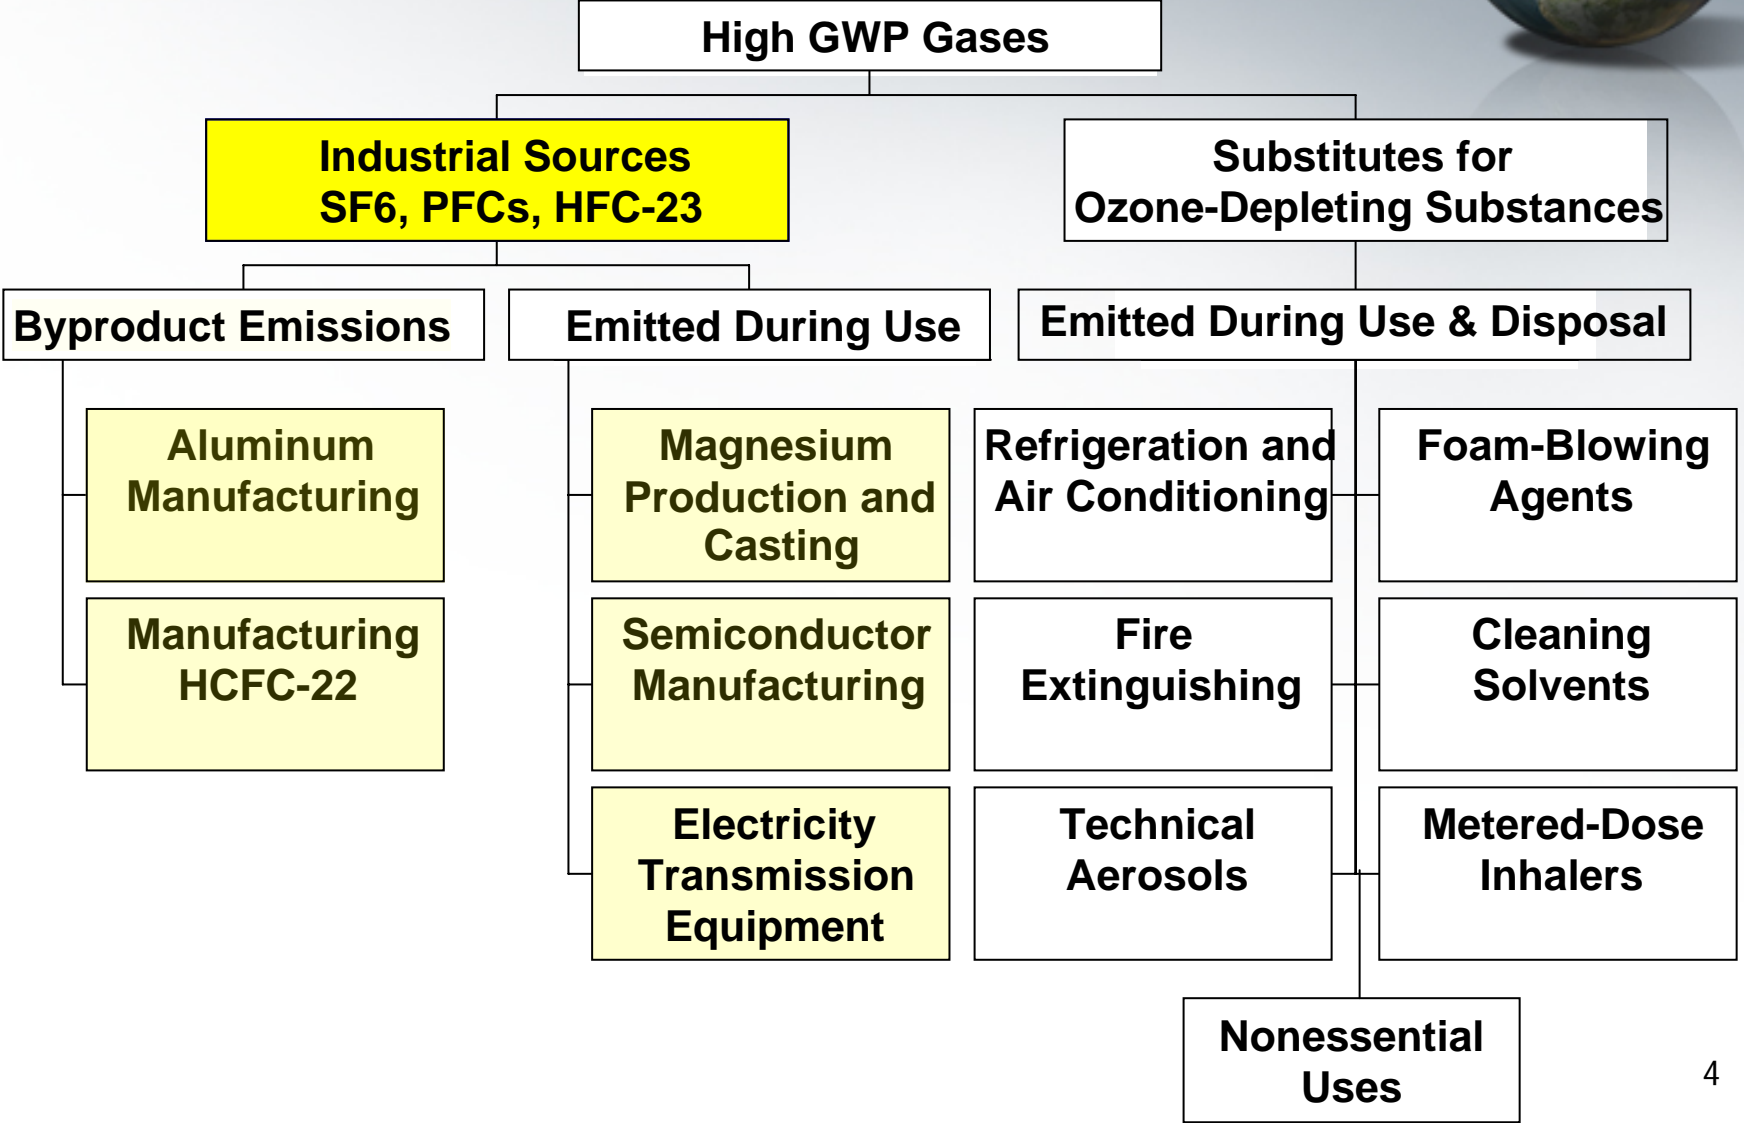 High GWP Gases
Industrial Sources
SF6, PFCs, HFC-23
Substitutes for
Ozone-Depleting Substances
Byproduct Emissions
Emitted During Use
Emitted During Use & Disposal
Aluminum
Manufacturing
Magnesium
Production and
Casting
Refrigeration and
Air Conditioning
Foam-Blowing
Agents
Manufacturing
HCFC-22
Semiconductor
Manufacturing
Fire
Extinguishing
Cleaning
Solvents
Electricity
Transmission
Equipment
Technical
Aerosols
Metered-Dose
Inhalers
Nonessential
Uses
4